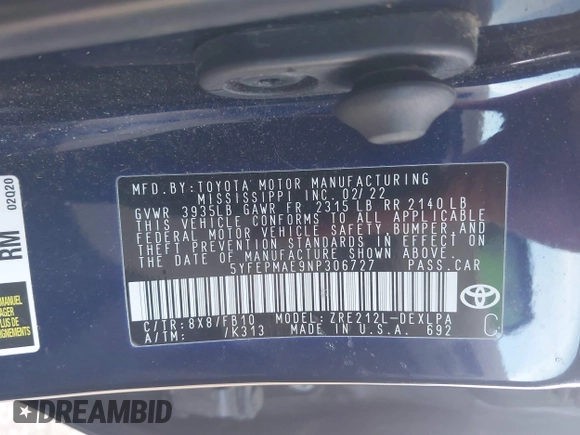 MFD.BY:TOYOTA MOTOR MANUFACTURING
MISSISSIPPI INC.02/22
GVWR 3935LB GAWR FR 2315 LB RR 2140 LB
THIS VEHICLE CONFORMS TO ALL APPLICABLE
FEDERAL MOTOR VEHICLE SAFETY,BUMPER,AND
THEFT PREVENTION STANDARDS IN EFFECT ON
THE DATE OF MANUFACTURE SHOWN ABOVE.
5YFEPMAE9NP306727 PASS.CAR
C/TR:8X8/FB10 MODEL:ZRE212L-DEXLPA
A/TM: /K313 MADE IN U.S.A. 692
C
RM
02Q20
MANUEL
DREAMBID